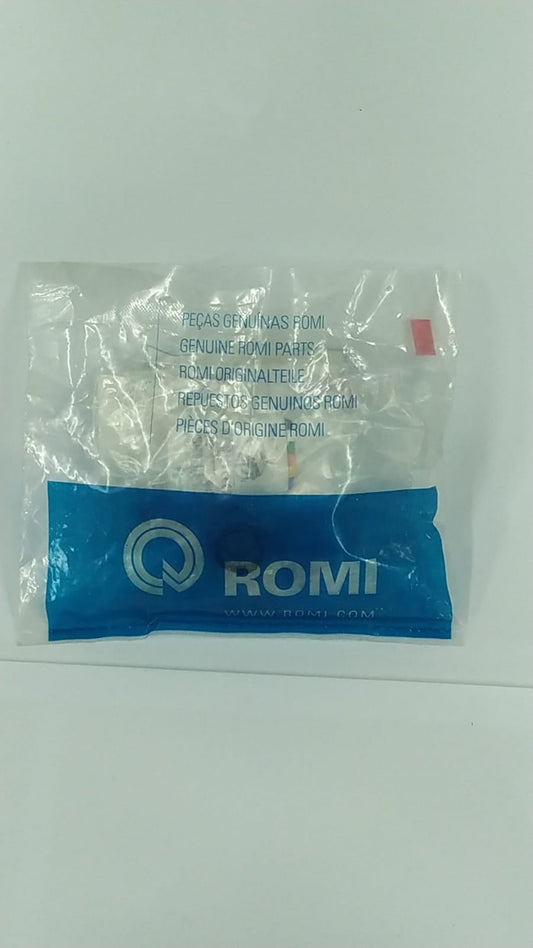 PEÇAS GENUÍNAS ROMI
GENUINE ROMI PARTS
ROMI ORIGINALTEILE
REPUESTOS GENUINOS ROMI
PIÈCES D'ORIGINE ROMI
ROMI
WWW.ROMI.COM